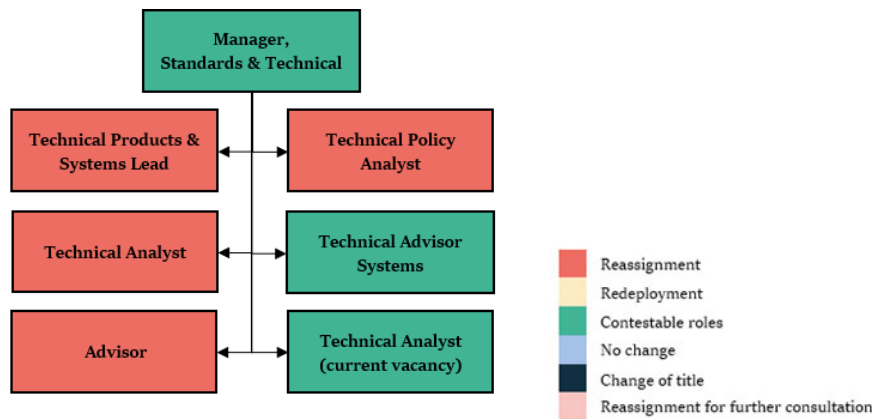 Manager,
Standards & Technical
Technical Products &
Systems Lead
Technical Policy
Analyst
Technical Analyst
Technical Advisor
Systems
Advisor
Technical Analyst
(current vacancy)
Reassignment
Redeployment
Contestable roles
No change
Change of title
Reassignment for further consultation